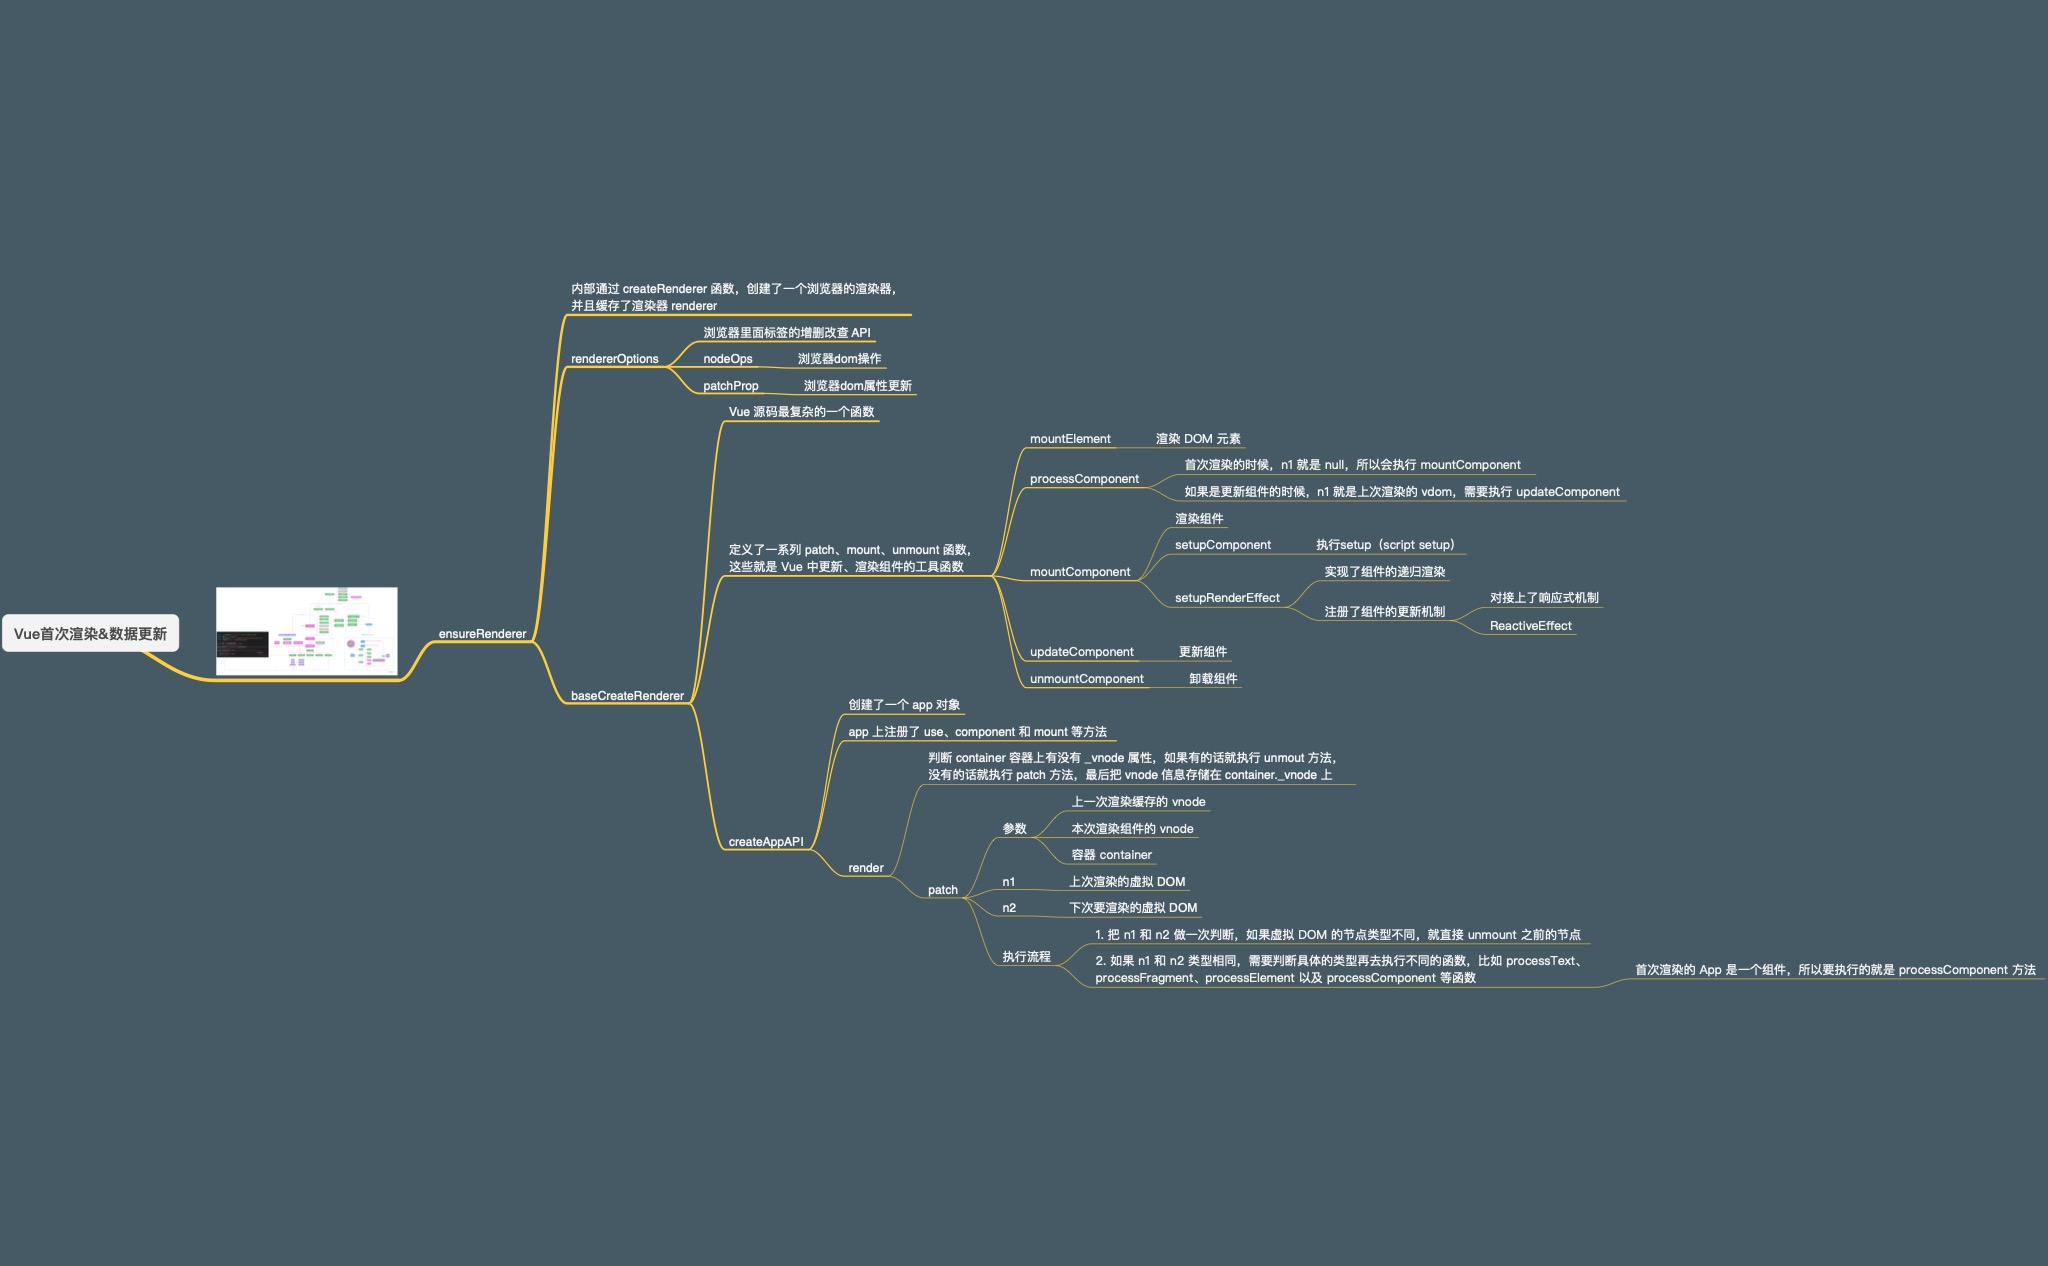 Vue首次渲染&数据更新
ensureRenderer
内部通过 createRenderer 函数，创建了一个浏览器的渲染器，
并且缓存了渲染器 renderer
rendererOptions
浏览器里面标签的增删改查 API
nodeOps
浏览器dom操作
patchProp
浏览器dom属性更新
baseCreateRenderer
Vue 源码最复杂的一个函数
定义了一系列 patch、mount、unmount 函数，
这些就是 Vue 中更新、渲染组件的工具函数
mountElement
渲染 DOM 元素
processComponent
首次渲染的时候，n1 就是 null，所以会执行 mountComponent
如果是更新组件的时候，n1 就是上次渲染的 vdom，需要执行 updateComponent
mountComponent
渲染组件
setupComponent
执行setup（script setup）
setupRenderEffect
实现了组件的递归渲染
注册了组件的更新机制
对接上了响应式机制
ReactiveEffect
updateComponent
更新组件
unmountComponent
卸载组件
createAppAPI
创建了一个 app 对象
app 上注册了 use、component 和 mount 等方法
render
判断 container 容器上有没有 _vnode 属性，如果有的话就执行 unmout 方法，
没有的话就执行 patch 方法，最后把 vnode 信息存储在 container._vnode 上
patch
参数
上一次渲染缓存的 vnode
本次渲染组件的 vnode
容器 container
n1
上次渲染的虚拟 DOM
n2
下次要渲染的虚拟 DOM
执行流程
1. 把 n1 和 n2 做一次判断，如果虚拟 DOM 的节点类型不同，就直接 unmount 之前的节点
2. 如果 n1 和 n2 类型相同，需要判断具体的类型再去执行不同的函数，比如 processText、
processFragment、processElement 以及 processComponent 等函数
首次渲染的 App 是一个组件，所以要执行的就是 processComponent 方法